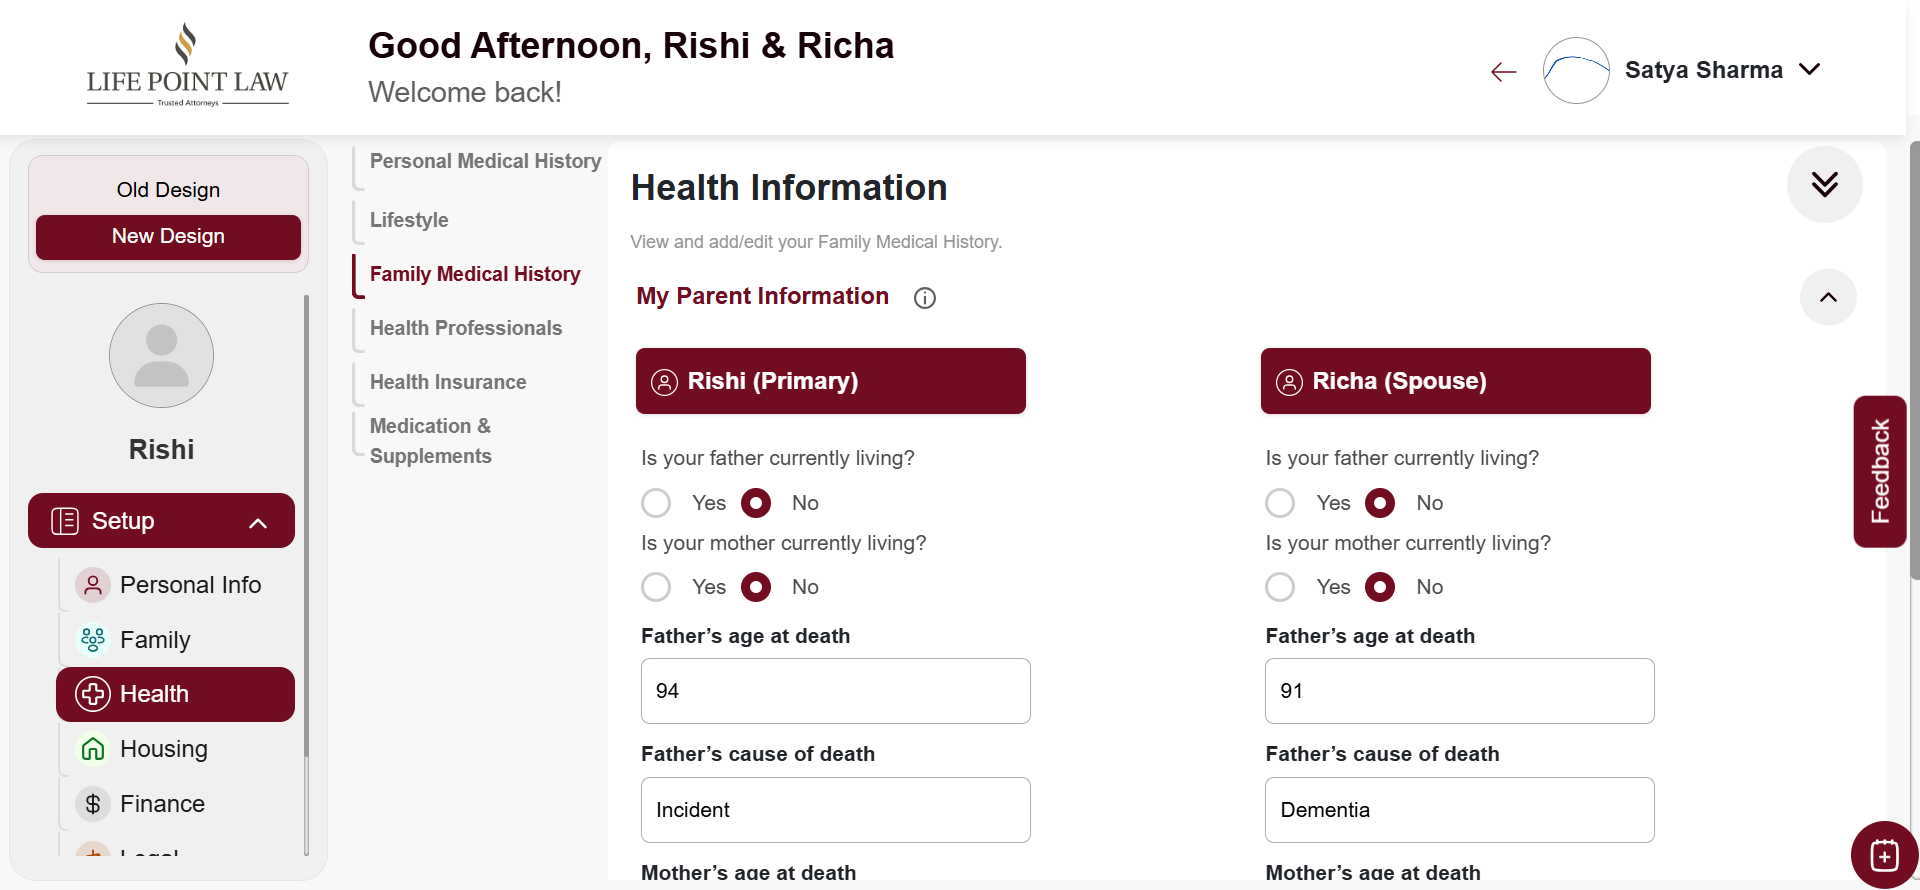 LIFE POINT LAW
Trusted Attorneys
Good Afternoon, Rishi & Richa
Welcome back!
Satya Sharma
Old Design
New Design
Rishi
Setup
Personal Info
Family
Health
Housing
Finance
Legal
Personal Medical History
Lifestyle
Family Medical History
Health Professionals
Health Insurance
Medication &
Supplements
Health Information
View and add/edit your Family Medical History.
My Parent Information
Rishi (Primary)
Is your father currently living?
Yes No
Is your mother currently living?
Yes No
Father's age at death
94
Father's cause of death
Incident
Mother's age at death
Richa (Spouse)
Is your father currently living?
Yes No
Is your mother currently living?
Yes No
Father's age at death
91
Father's cause of death
Dementia
Mother's age at death
Feedback